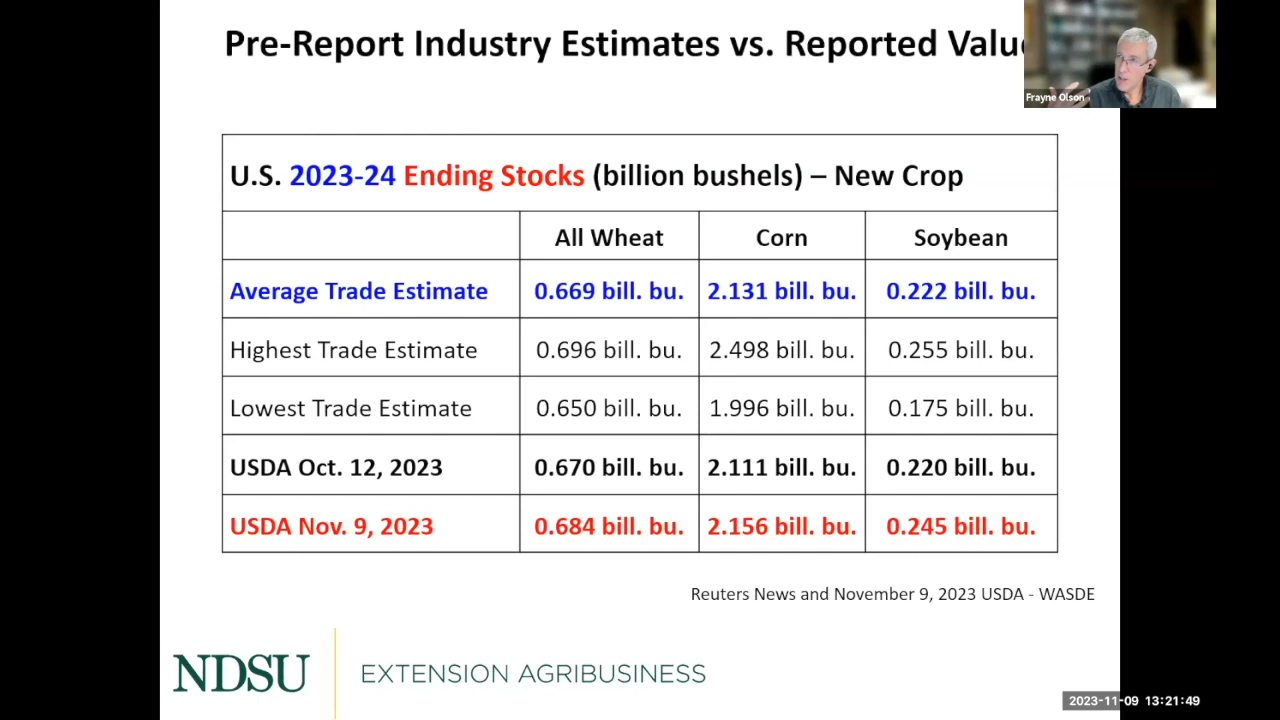 Pre-Report Industry Estimates vs. Reported Valu
Frayne Olson
U.S. 2023-24 Ending Stocks (billion bushels) – New Crop
All Wheat Corn Soybean
Average Trade Estimate 0.669 bill. bu. 2.131 bill. bu. 0.222 bill. bu.
Highest Trade Estimate 0.696 bill. bu. 2.498 bill. bu. 0.255 bill. bu.
Lowest Trade Estimate 0.650 bill. bu. 1.996 bill. bu. 0.175 bill. bu.
USDA Oct. 12, 2023 0.670 bill. bu. 2.111 bill. bu. 0.220 bill. bu.
USDA Nov. 9, 2023 0.684 bill. bu. 2.156 bill. bu. 0.245 bill. bu.
Reuters News and November 9, 2023 USDA - WASDE
NDSU EXTENSION AGRIBUSINESS
2023-11-09 13:21:49